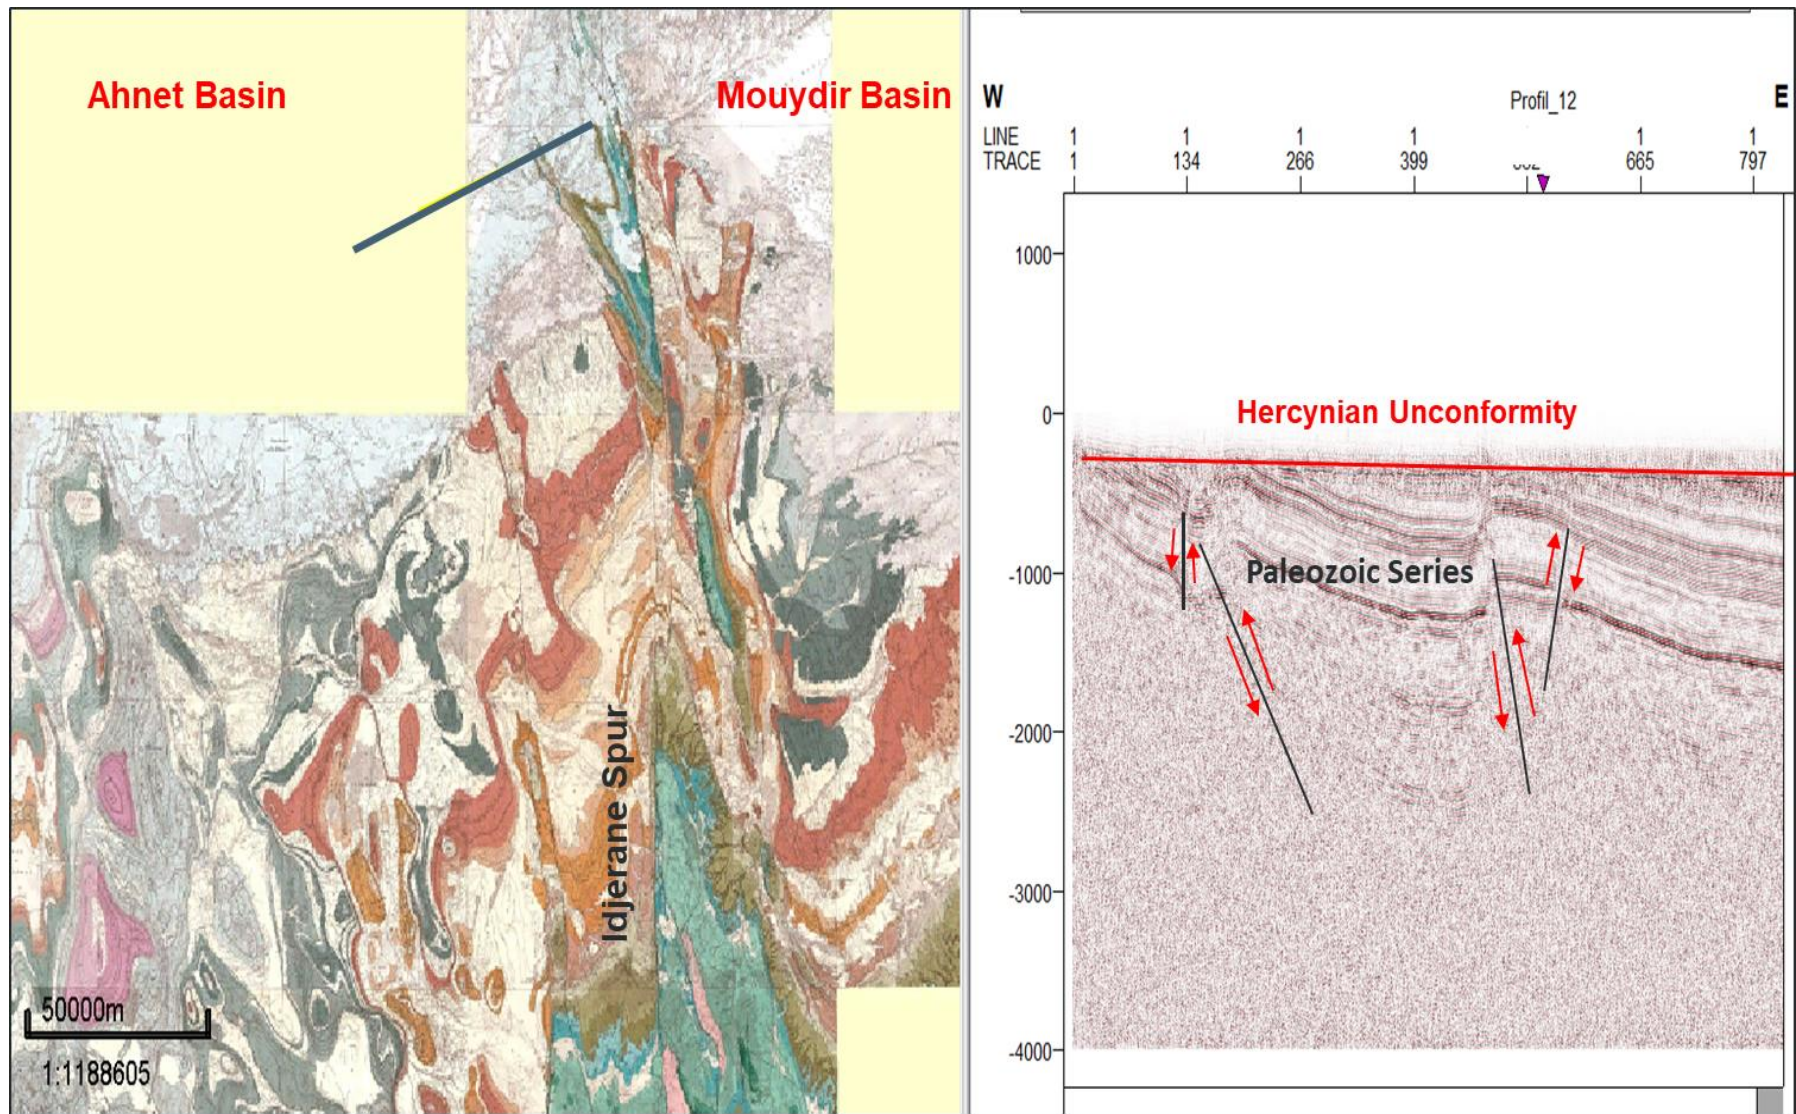 Ahnet Basin
Mouydir Basin
Idjerane Spur
50000m
1:1188605
W
Profil_12
E
LINE 1 1 1 1 1 1
TRACE 1 134 266 399 665 797
1000
0
Hercynian Unconformity
-1000
Paleozoic Series
-2000
-3000
-4000